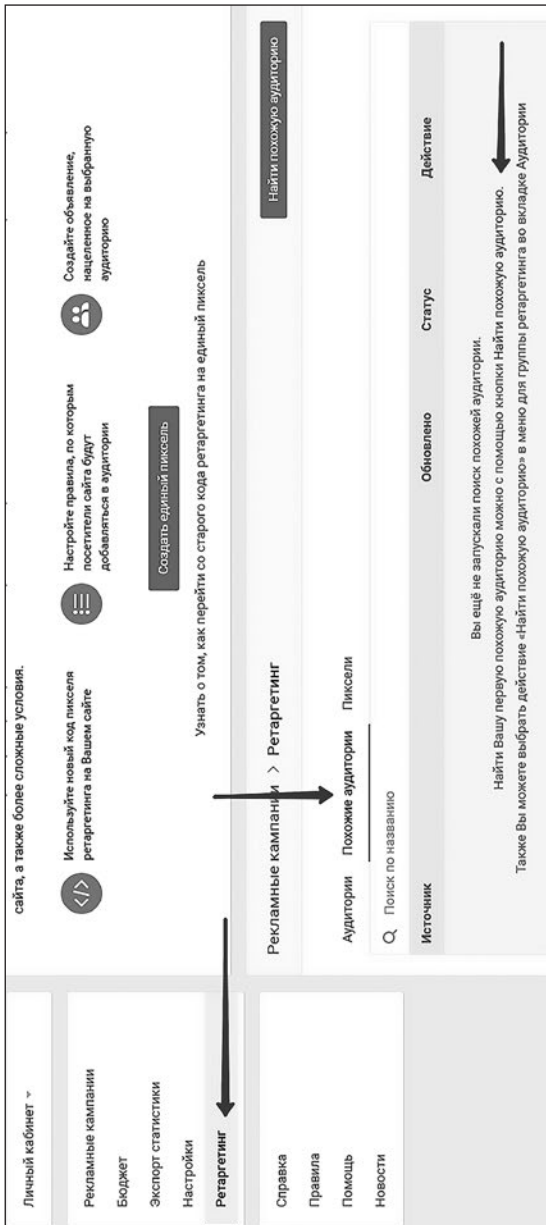 Личный кабинет
Рекламные кампании
Бюджет
Экспорт статистики
Настройки
Ретаргетинг
Справка
Правила
Помощь
Новости
сайта, а также более сложные условия.
Используйте новый код пикселя
ретаргетинга на Вашем сайте
Настройте правила, по которым
посетители сайта будут
добавляться в аудитории
Создайте объявление,
нацеленное на выбранную
аудиторию
Создать единый пиксель
Узнать о том, как перейти со старого кода ретаргетинга на единый пиксель
Рекламные кампании > Ретаргетинг
Найти похожую аудиторию
Аудитории Похожие аудитории Пиксели
Поиск по названию
Источник Обновлено Статус Действие
Вы ещё не запускали поиск похожей аудитории.
Найти Вашу первую похожую аудиторию можно с помощью кнопки Найти похожую аудиторию.
Также Вы можете выбрать действие «Найти похожую аудиторию» в меню для группы ретаргетинга во вкладке Аудитории